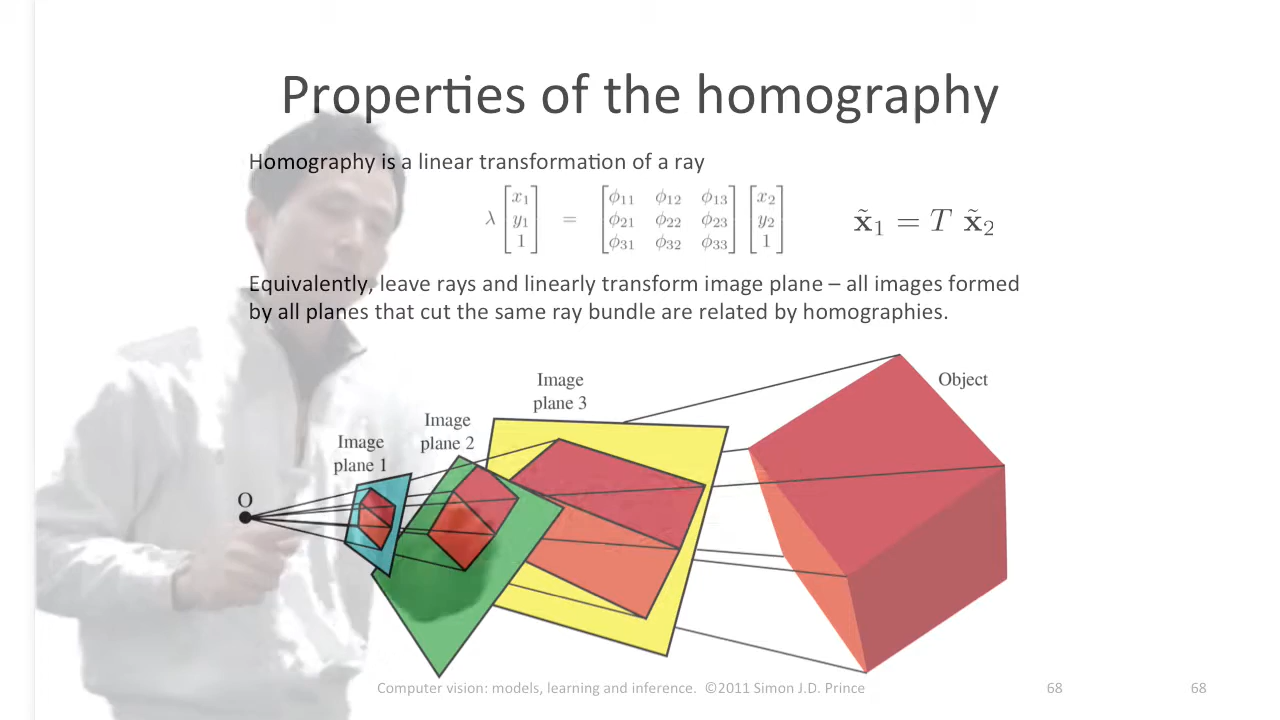 Properties of the homography
Homography is a linear transformation of a ray
λ [x₁ y₁ 1] = [ϕ₁₁ ϕ₁₂ ϕ₁₃; ϕ₂₁ ϕ₂₂ ϕ₂₃; ϕ₃₁ ϕ₃₂ ϕ₃₃] [x₂ y₂ 1]
x̃₁ = T x̃₂
Equivalently, leave rays and linearly transform image plane – all images formed
by all planes that cut the same ray bundle are related by homographies.
Image
plane 3
Object
Image
plane 2
Image
plane 1
O
Computer vision: models, learning and inference. ©2011 Simon J.D. Prince
68
68